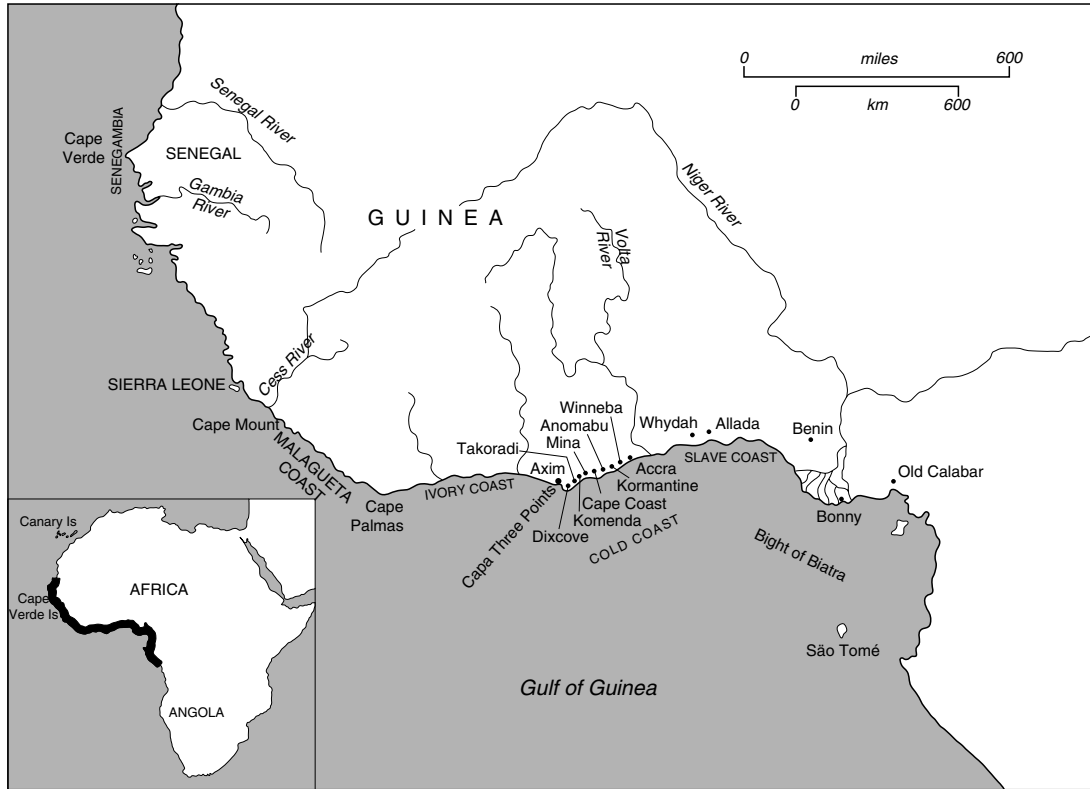 0 miles 600
0 km 600
Senegal River
Cape
Verde
SENEGAMBIA
SENEGAL
Gambia
River
GUINEA
Niger River
Volta
River
Cess River
SIERRA LEONE
Cape Mount
MALAGUETA
COAST
Cape
Palmas
IVORY COAST
Winneba
Anomabu
Mina
Takoradi
Axim
Whydah
Allada
Benin
SLAVE COAST
Accra
Kormantine
Cape Coast
Komenda
Dixcove
Capa Three Points
COLD COAST
Old Calabar
Bonny
Bight of Biatra
Säo Tomé
Gulf of Guinea
Canary Is
Cape
Verde Is
AFRICA
ANGOLA